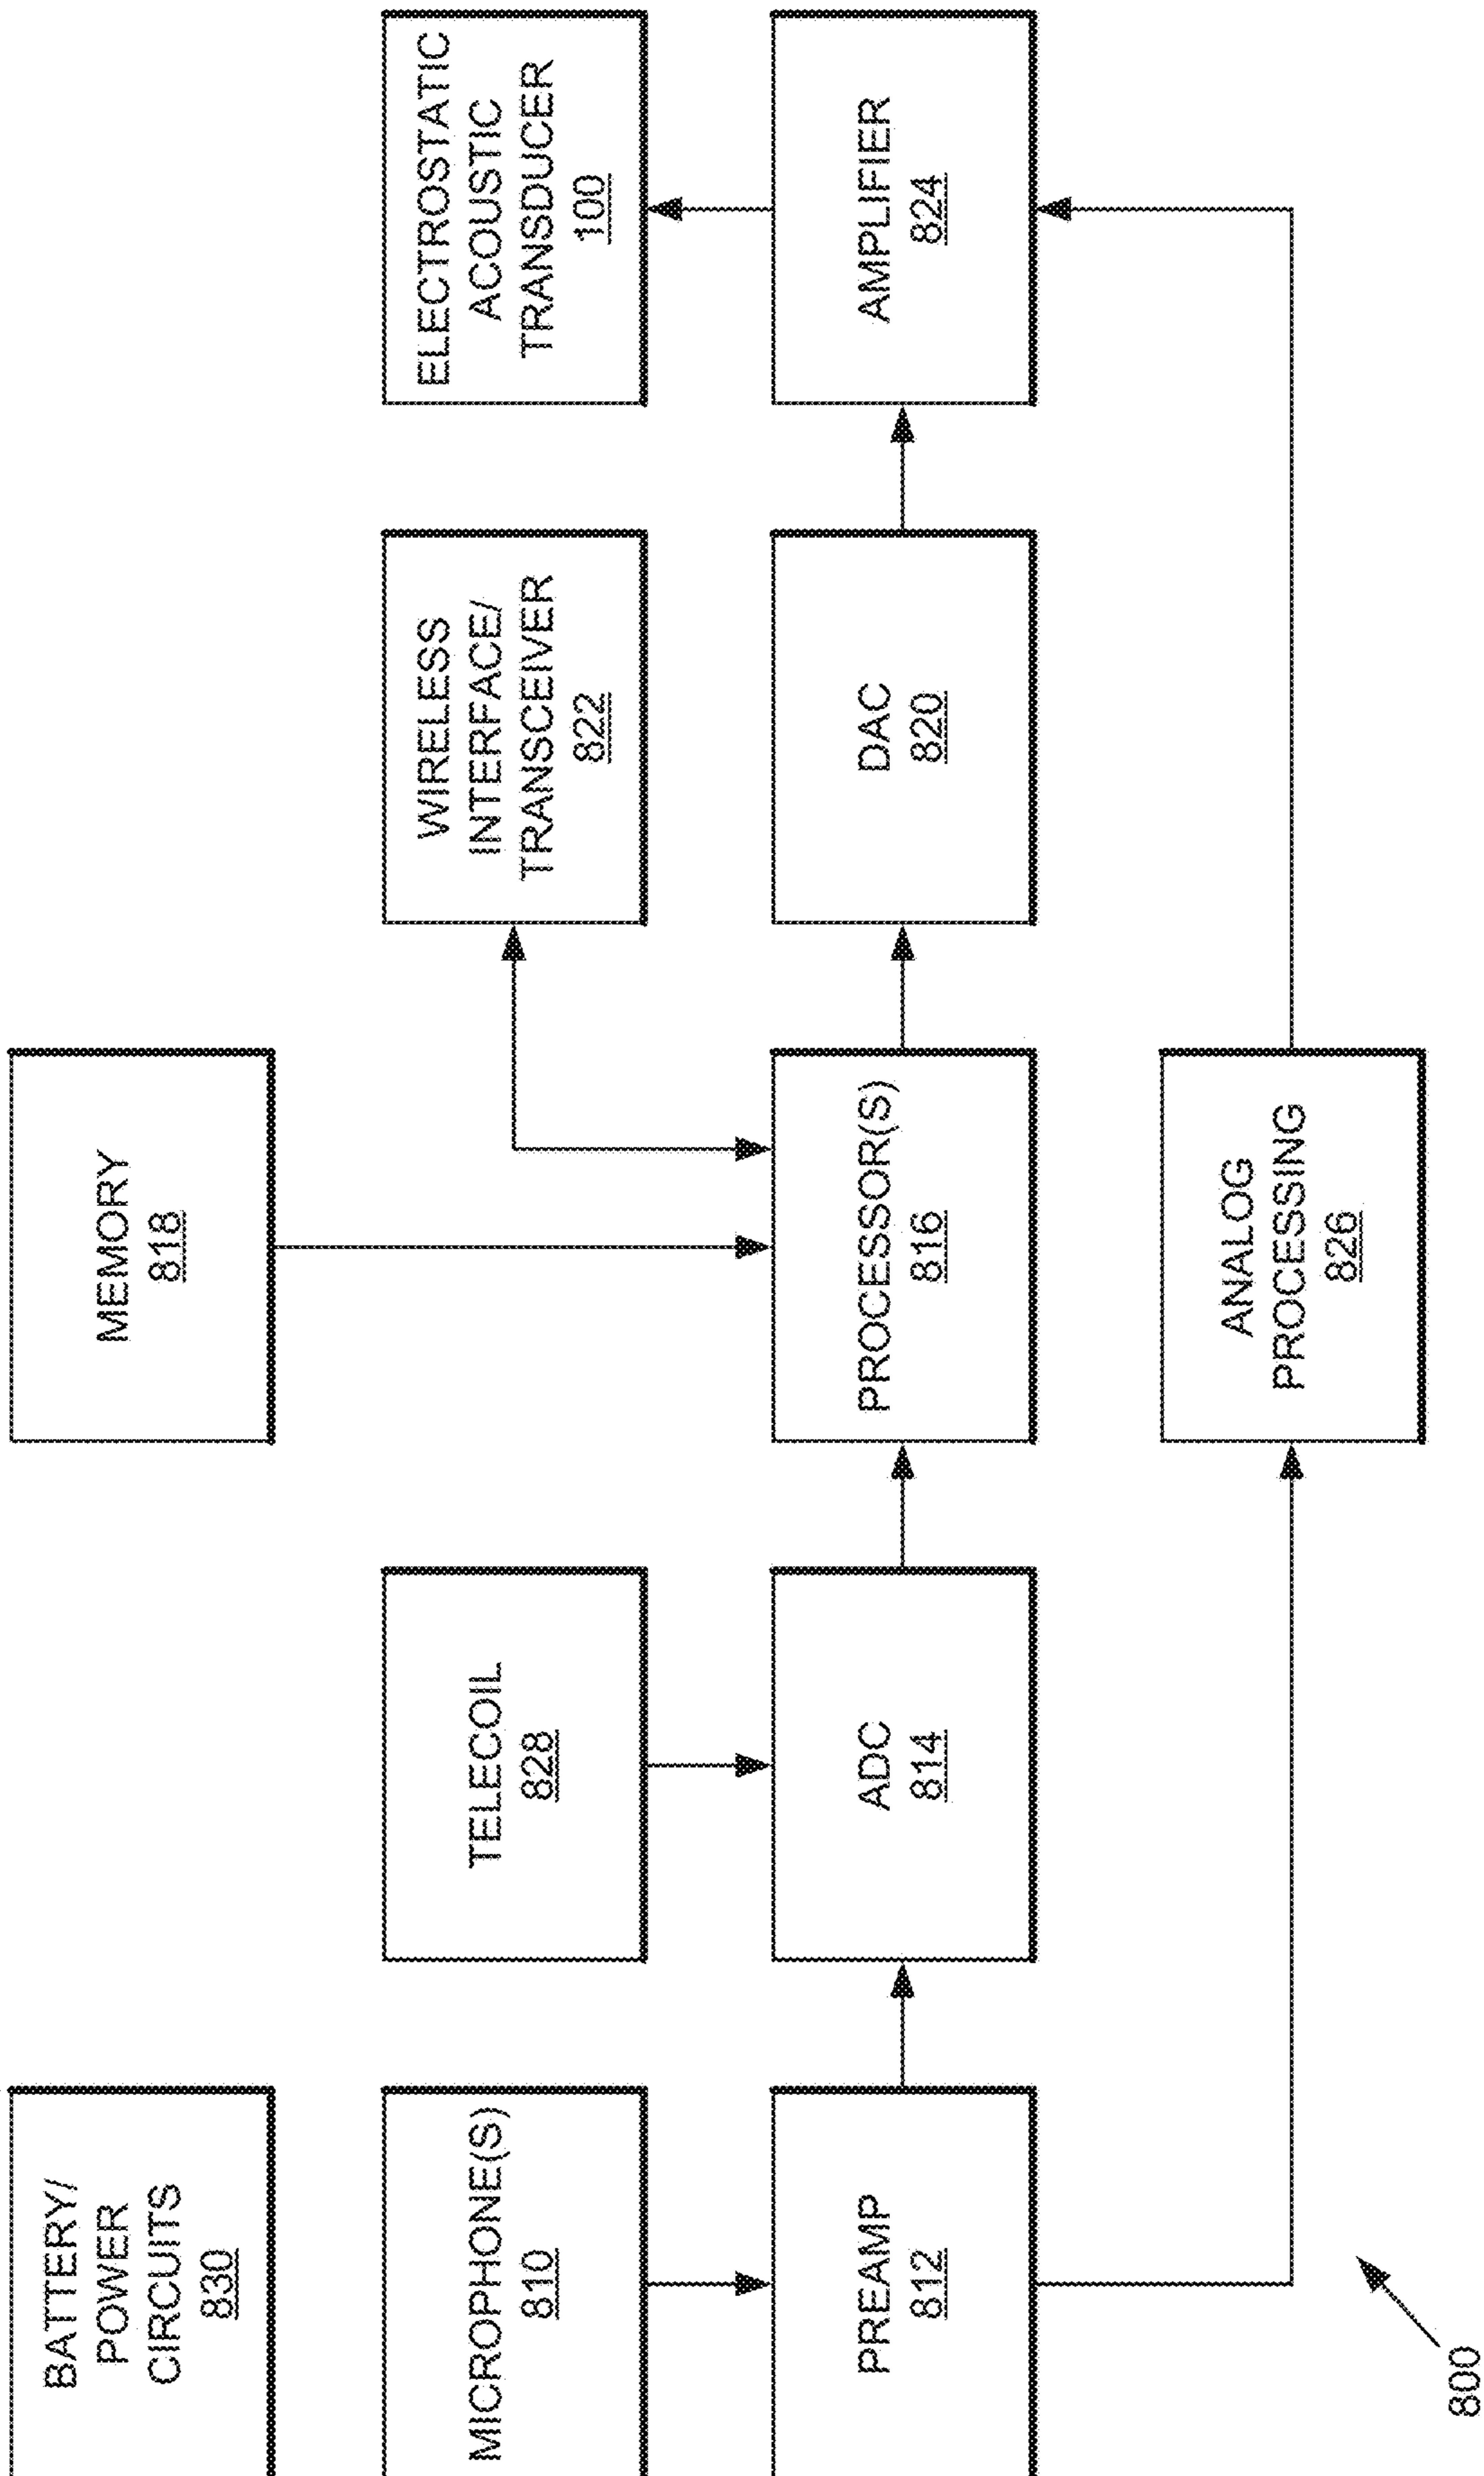 BATTERY/
POWER
CIRCUITS
830
MEMORY
818
MICROPHONE(S)
810
TELECOIL
828
WIRELESS
INTERFACE/
TRANSCEIVER
822
ELECTROSTATIC
ACOUSTIC
TRANSDUCER
100
PREAMP
812
ADC
814
PROCESSOR(S)
816
DAC
820
AMPLIFIER
824
ANALOG
PROCESSING
826
800